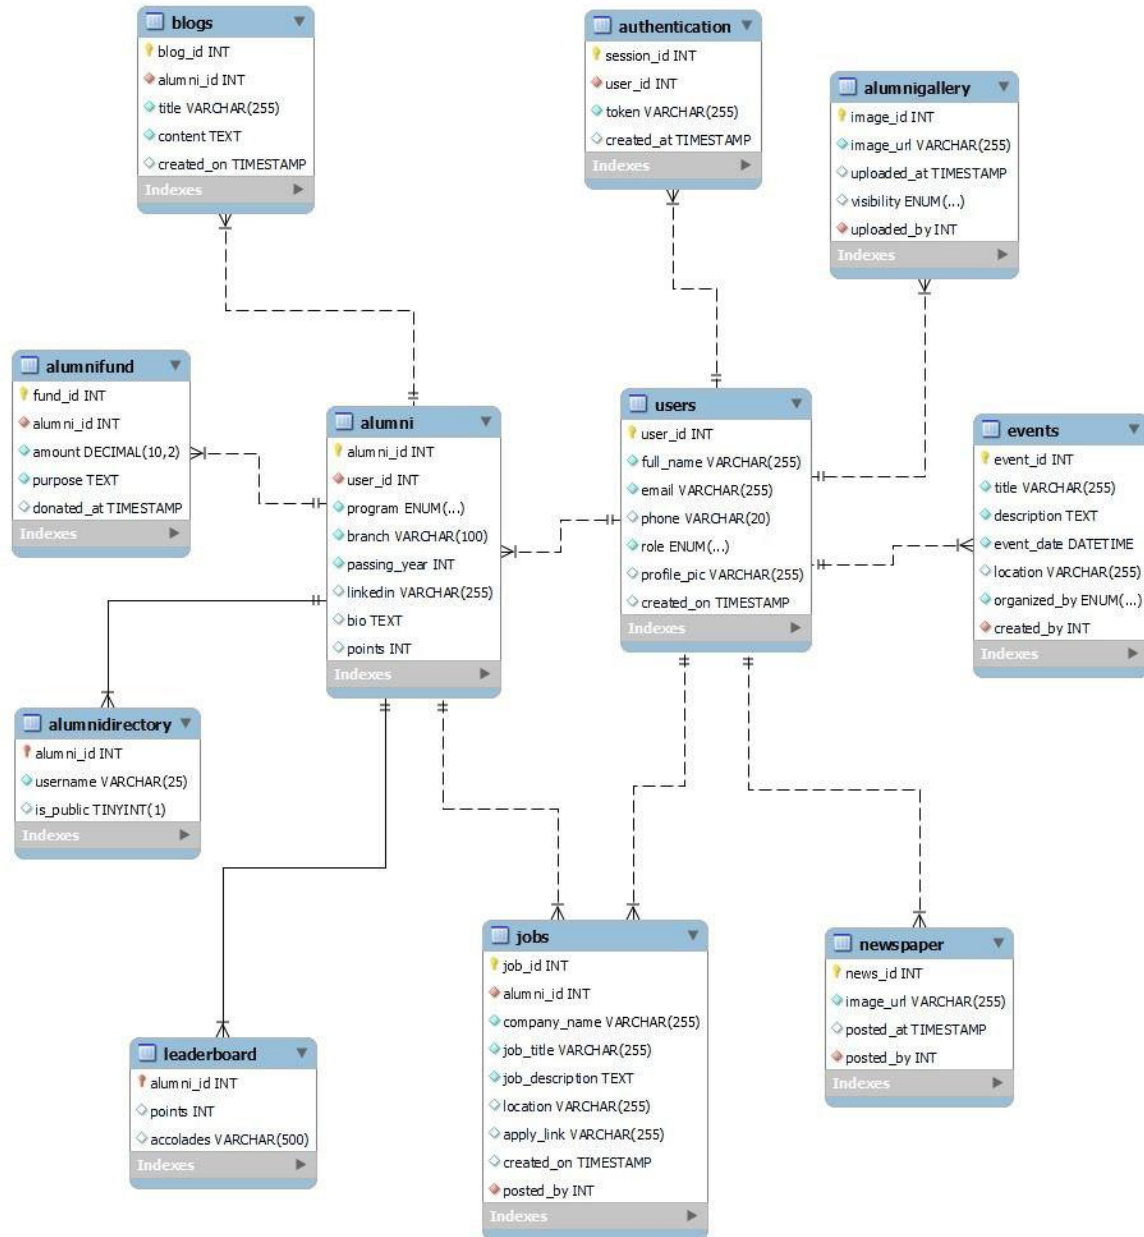 blogs
blog_id INT
alumni_id INT
title VARCHAR(255)
content TEXT
created_on TIMESTAMP
Indexes
authentication
session_id INT
user_id INT
token VARCHAR(255)
created_at TIMESTAMP
Indexes
alumnigallery
image_id INT
image_url VARCHAR(255)
uploaded_at TIMESTAMP
visibility ENUM(...)
uploaded_by INT
Indexes
alumnifund
fund_id INT
alumni_id INT
amount DECIMAL(10,2)
purpose TEXT
donated_at TIMESTAMP
Indexes
alumni
alumni_id INT
user_id INT
program ENUM(...)
branch VARCHAR(100)
passing_year INT
linkedin VARCHAR(255)
bio TEXT
points INT
Indexes
users
user_id INT
full_name VARCHAR(255)
email VARCHAR(255)
phone VARCHAR(20)
role ENUM(...)
profile_pic VARCHAR(255)
created_on TIMESTAMP
Indexes
events
event_id INT
title VARCHAR(255)
description TEXT
event_date DATETIME
location VARCHAR(255)
organized_by ENUM(...)
created_by INT
Indexes
alumnidirectory
alumni_id INT
username VARCHAR(25)
is_public TINYINT(1)
Indexes
leaderboard
alumni_id INT
points INT
accolades VARCHAR(500)
Indexes
jobs
job_id INT
alumni_id INT
company_name VARCHAR(255)
job_title VARCHAR(255)
job_description TEXT
location VARCHAR(255)
apply_link VARCHAR(255)
created_on TIMESTAMP
posted_by INT
Indexes
newspaper
news_id INT
image_url VARCHAR(255)
posted_at TIMESTAMP
posted_by INT
Indexes